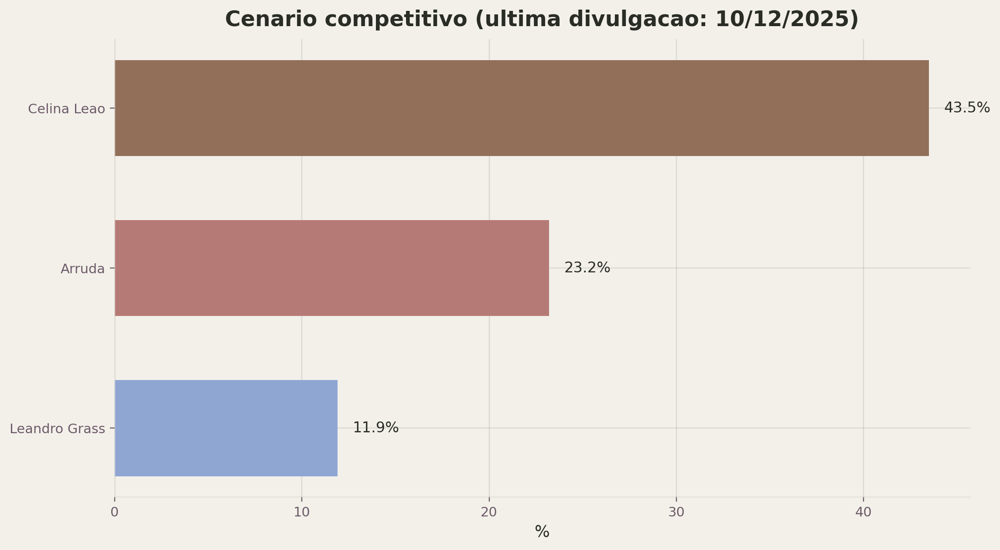 Cenario competitivo (ultima divulgacao: 10/12/2025)
Celina Leao
43.5%
Arruda
23.2%
Leandro Grass
11.9%
0 10 20 30 40
%